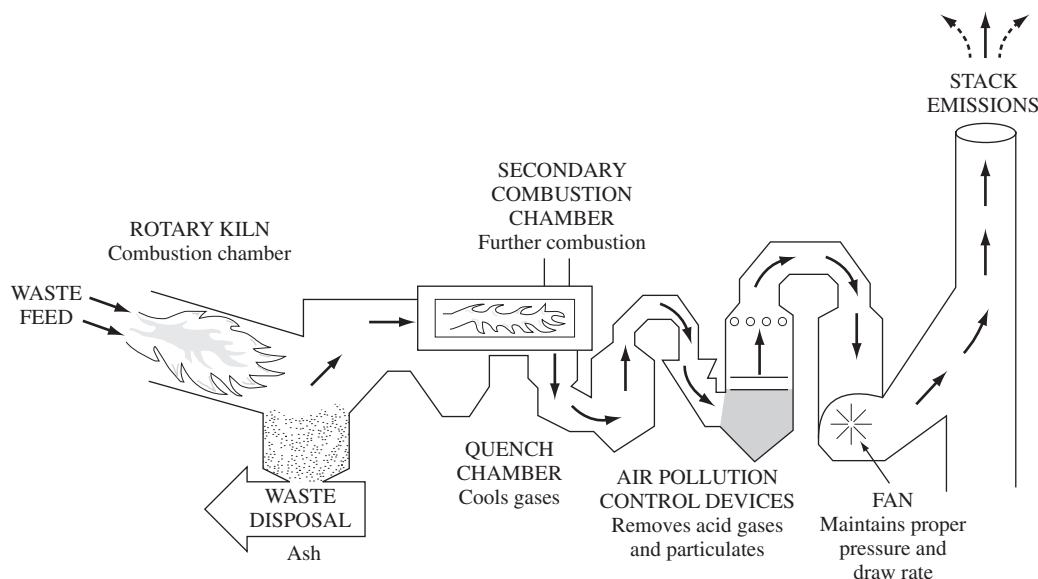 STACK
EMISSIONS
SECONDARY
COMBUSTION
CHAMBER
Further combustion
ROTARY KILN
Combustion chamber
WASTE
FEED
QUENCH
CHAMBER
Cools gases
AIR POLLUTION
CONTROL DEVICES
Removes acid gases
and particulates
FAN
Maintains proper
pressure and
draw rate
WASTE
DISPOSAL
Ash